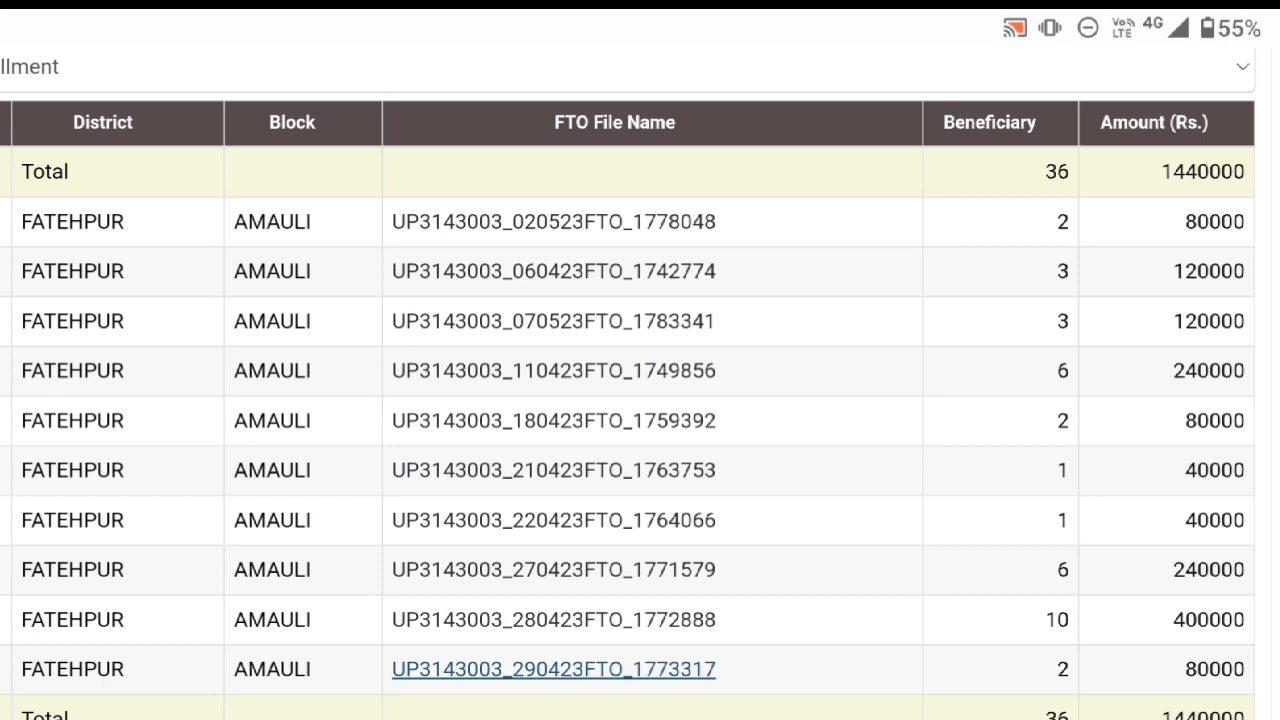 Vo)) LTE 4G 55%
llment
District Block FTO File Name Beneficiary Amount (Rs.)
Total 36 1440000
FATEHPUR AMAULI UP3143003_020523FTO_1778048 2 80000
FATEHPUR AMAULI UP3143003_060423FTO_1742774 3 120000
FATEHPUR AMAULI UP3143003_070523FTO_1783341 3 120000
FATEHPUR AMAULI UP3143003_110423FTO_1749856 6 240000
FATEHPUR AMAULI UP3143003_180423FTO_1759392 2 80000
FATEHPUR AMAULI UP3143003_210423FTO_1763753 1 40000
FATEHPUR AMAULI UP3143003_220423FTO_1764066 1 40000
FATEHPUR AMAULI UP3143003_270423FTO_1771579 6 240000
FATEHPUR AMAULI UP3143003_280423FTO_1772888 10 400000
FATEHPUR AMAULI UP3143003_290423FTO_1773317 2 80000
Total 36 1440000